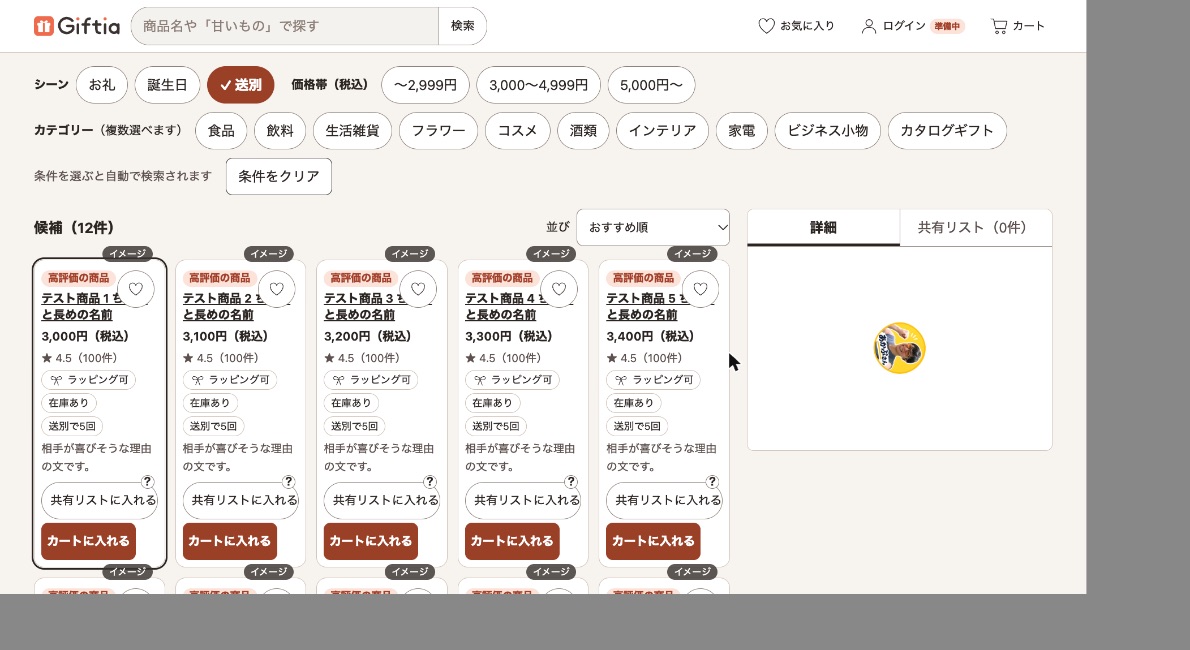 Giftia
商品名や「甘いもの」で探す
検索
お気に入り
ログイン 準備中
カート
シーン お礼 誕生日 ✓ 送別 価格帯（税込） 〜2,999円 3,000〜4,999円 5,000円〜
カテゴリー（複数選べます） 食品 飲料 生活雑貨 フラワー コスメ 酒類 インテリア 家電 ビジネス小物 カタログギフト
条件を選ぶと自動で検索されます 条件をクリア
候補（12件） 並び おすすめ順
詳細 共有リスト（0件）
イメージ イメージ イメージ イメージ イメージ
高評価の商品 高評価の商品 高評価の商品 高評価の商品 高評価の商品
テスト商品 1 テスト商品 2 テスト商品 3 テスト商品 4 テスト商品 5
と長めの名前 と長めの名前 と長めの名前 と長めの名前 と長めの名前
3,000円（税込） 3,100円（税込） 3,200円（税込） 3,300円（税込） 3,400円（税込）
★ 4.5（100件） ★ 4.5（100件） ★ 4.5（100件） ★ 4.5（100件） ★ 4.5（100件）
ラッピング可 ラッピング可 ラッピング可 ラッピング可 ラッピング可
在庫あり 在庫あり 在庫あり 在庫あり 在庫あり
送別で5回 送別で5回 送別で5回 送別で5回 送別で5回
相手が喜びそうな理由 相手が喜びそうな理由 相手が喜びそうな理由 相手が喜びそうな理由 相手が喜びそうな理由
の文です。 の文です。 の文です。 の文です。 の文です。
? ? ? ? ?
共有リストに入れる 共有リストに入れる 共有リストに入れる 共有リストに入れる 共有リストに入れる
カートに入れる カートに入れる カートに入れる カートに入れる カートに入れる
イメージ イメージ イメージ イメージ イメージ
高評価の商品 高評価の商品 高評価の商品 高評価の商品 高評価の商品